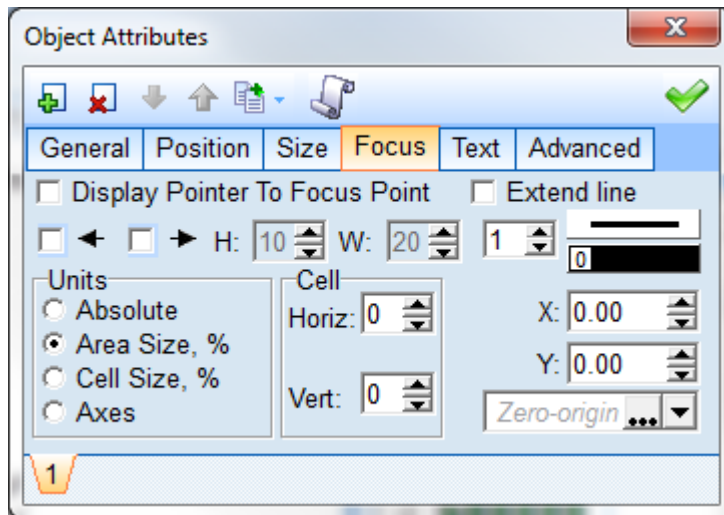 Object Attributes
General Position Size Focus Text Advanced
Display Pointer To Focus Point Extend line
H: 10 W: 20 1
0
Units Cell
Absolute Horiz: 0 X: 0.00
Area Size, %
Cell Size, % Y: 0.00
Axes Vert: 0
Zero-origin ...
1